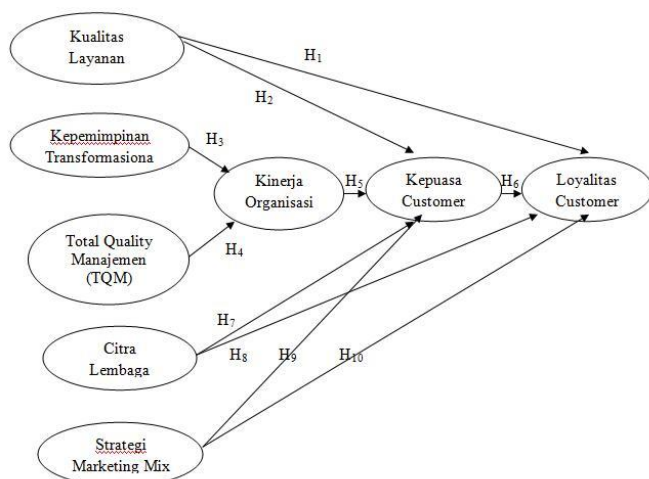 Kualitas
Layanan
H1
H2
Kepemimpinan
Transformasiona
H3
Kinerja
Organisasi
H5
Kepuasa
Customer
H6
Loyalitas
Customer
Total Quality
Manajemen
(TQM)
H4
H7
Citra
Lembaga
H8
H9
H10
Strategi
Marketing Mix